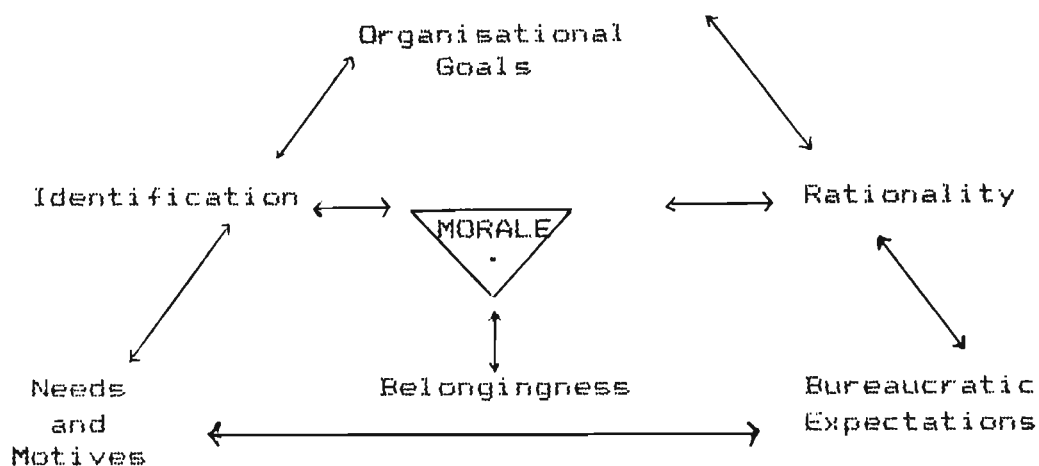 Organisational
Goals
Identification
Rationality
MORALE
Needs
and
Motives
Belongingness
Bureaucratic
Expectations